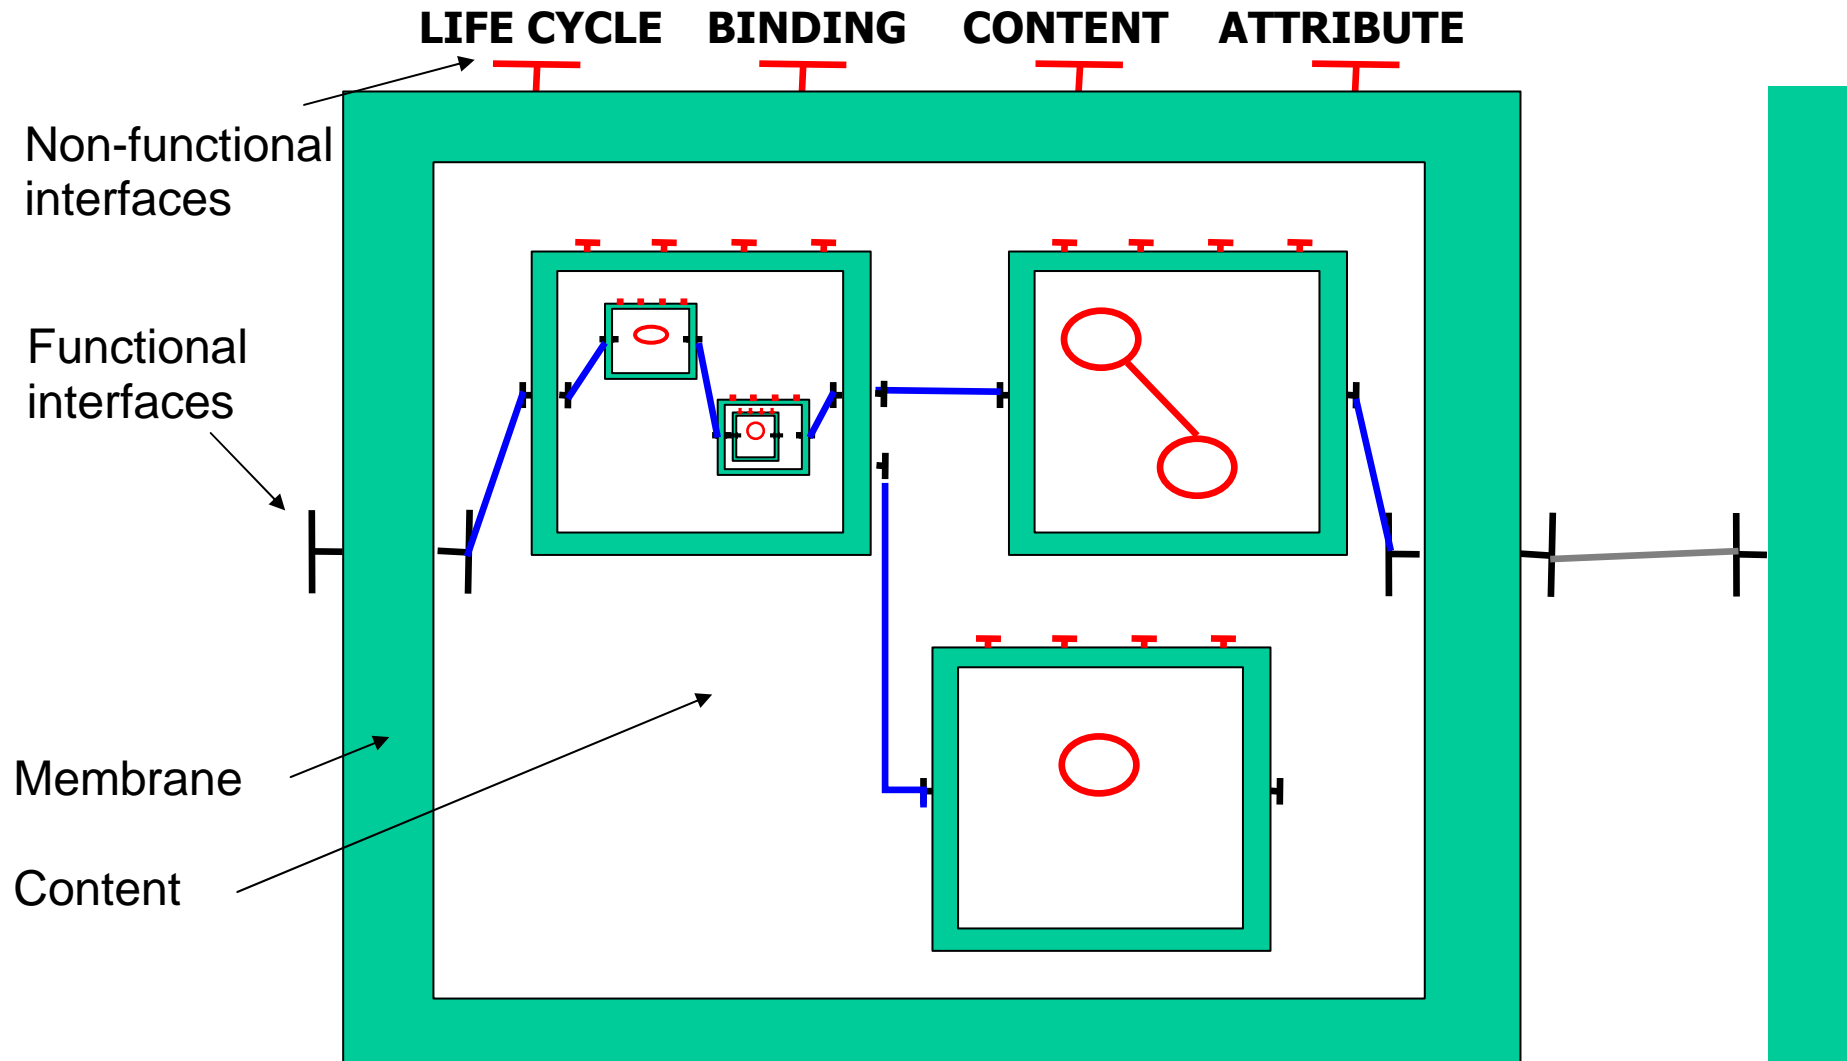 LIFE CYCLE BINDING CONTENT ATTRIBUTE
Non-functional
interfaces
Functional
interfaces
Membrane
Content